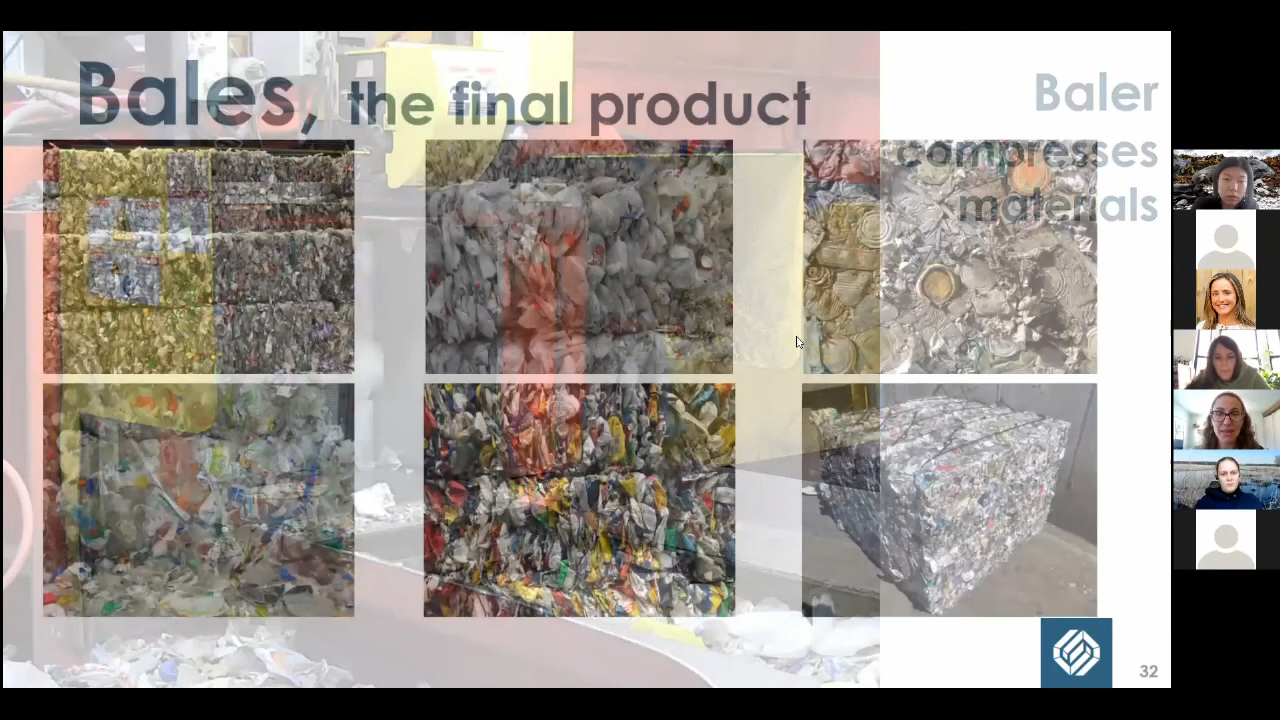 Bales, the final product
Baler
compresses
materials
32